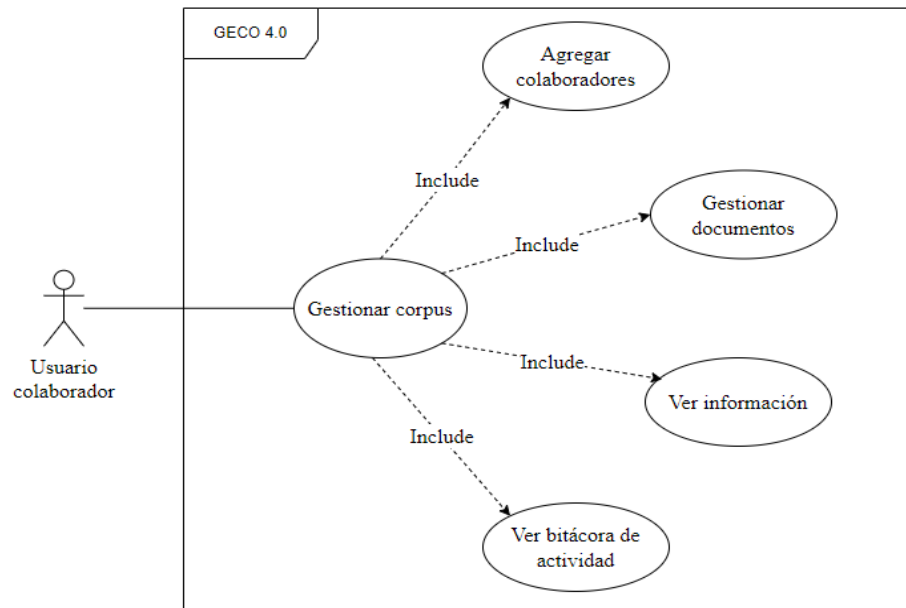 GECO 4.0
Agregar
colaboradores
Include
Gestionar
documentos
Include
Gestionar corpus
Usuario
colaborador
Include
Ver información
Include
Ver bitácora de
actividad